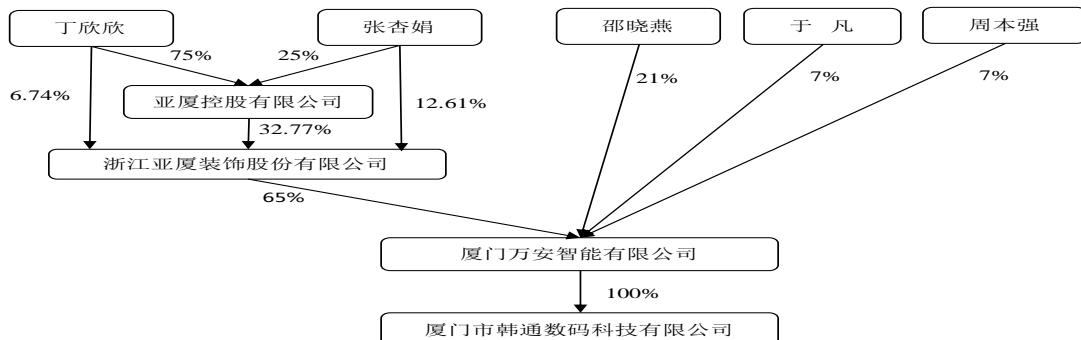 丁欣欣 张杏娟 邵晓燕 于 凡 周本强
75% 25% 21% 7% 7%
6.74% 亚厦控股有限公司 12.61%
32.77%
浙江亚厦装饰股份有限公司
65%
厦门万安智能有限公司
100%
厦门市韩通数码科技有限公司